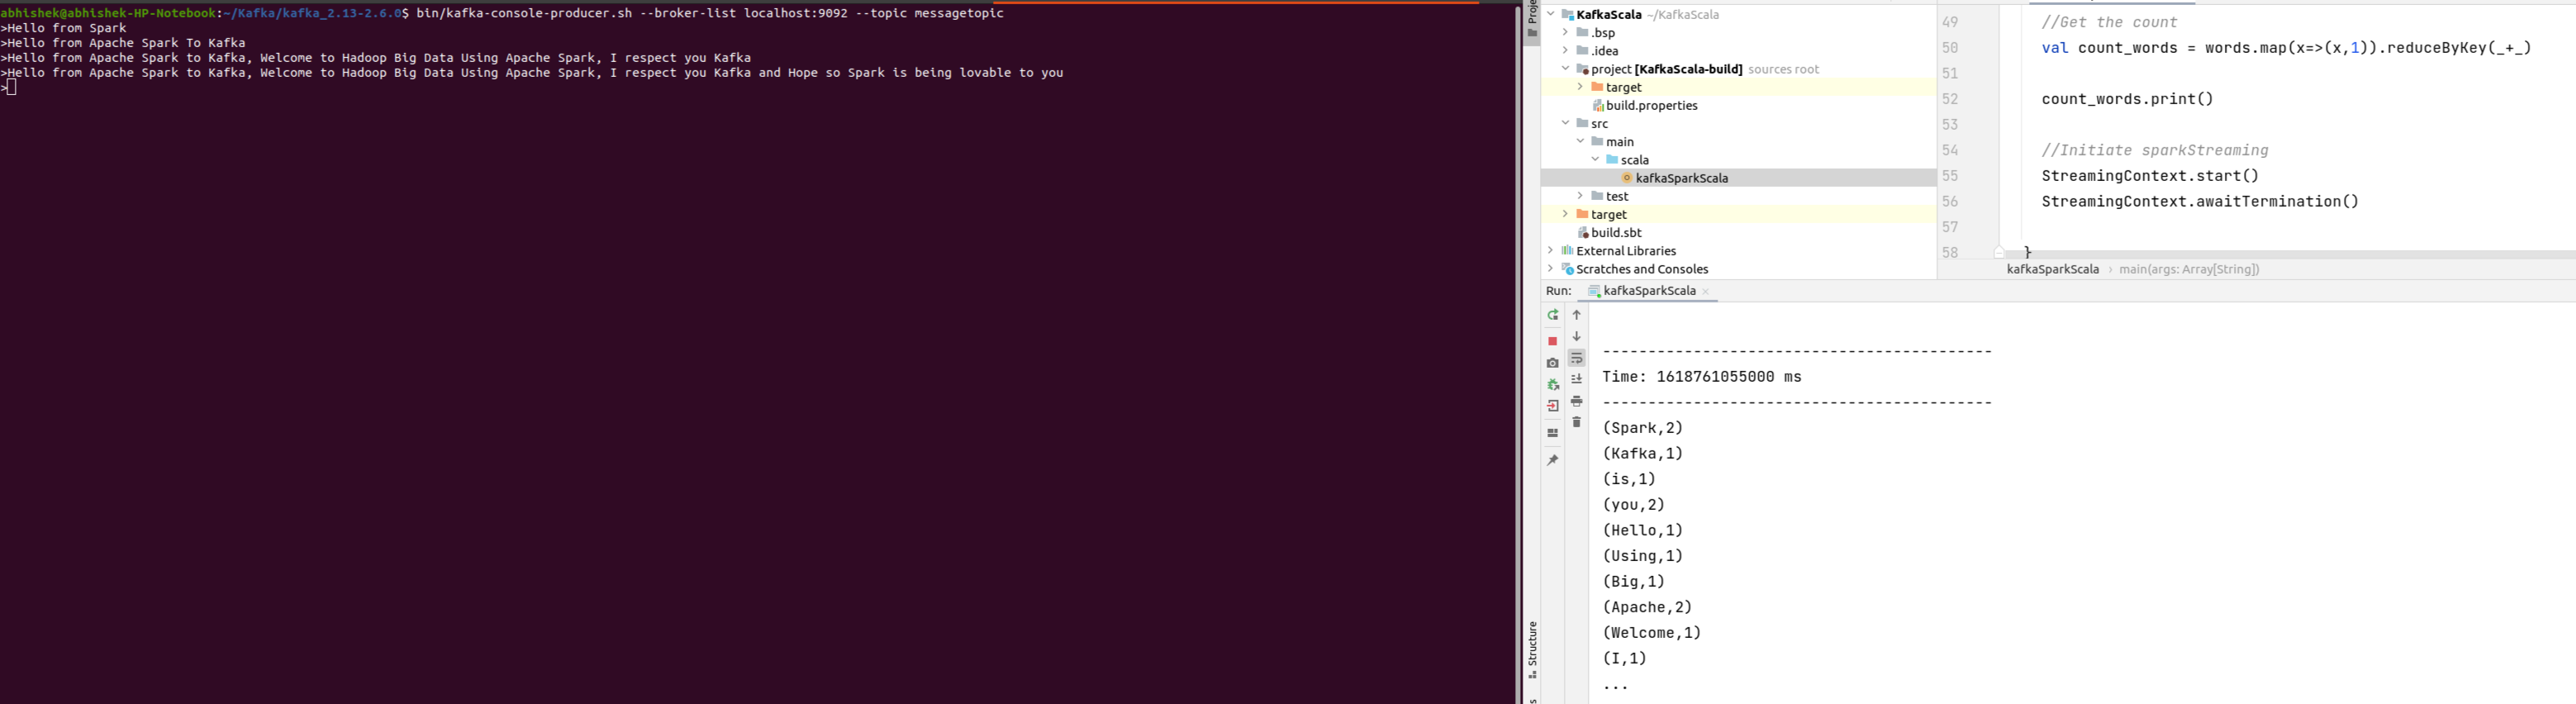 abhishek@abhishek-HP-Notebook:~/Kafka/kafka_2.13-2.6.0$ bin/kafka-console-producer.sh --broker-list localhost:9092 --topic messagetopic
>Hello from Spark
>Hello from Apache Spark To Kafka
>Hello from Apache Spark to Kafka, Welcome to Hadoop Big Data Using Apache Spark, I respect you Kafka
>Hello from Apache Spark to Kafka, Welcome to Hadoop Big Data Using Apache Spark, I respect you Kafka and Hope so Spark is being lovable to you
>
KafkaScala ~/KafkaScala
.bsp
.idea
project [KafkaScala-build] sources root
target
build.properties
src
main
scala
kafkaSparkScala
test
target
build.sbt
External Libraries
Scratches and Consoles
49 //Get the count
50 val count_words = words.map(x=>(x,1)).reduceByKey(_+_)
51
52 count_words.print()
53
54 //Initiate sparkStreaming
55 StreamingContext.start()
56 StreamingContext.awaitTermination()
57
58 }
kafkaSparkScala › main(args: Array[String])
Run: kafkaSparkScala
-------------------------------------------
Time: 1618761055000 ms
-------------------------------------------
(Spark,2)
(Kafka,1)
(is,1)
(you,2)
(Hello,1)
(Using,1)
(Big,1)
(Apache,2)
(Welcome,1)
(I,1)
...
Structure